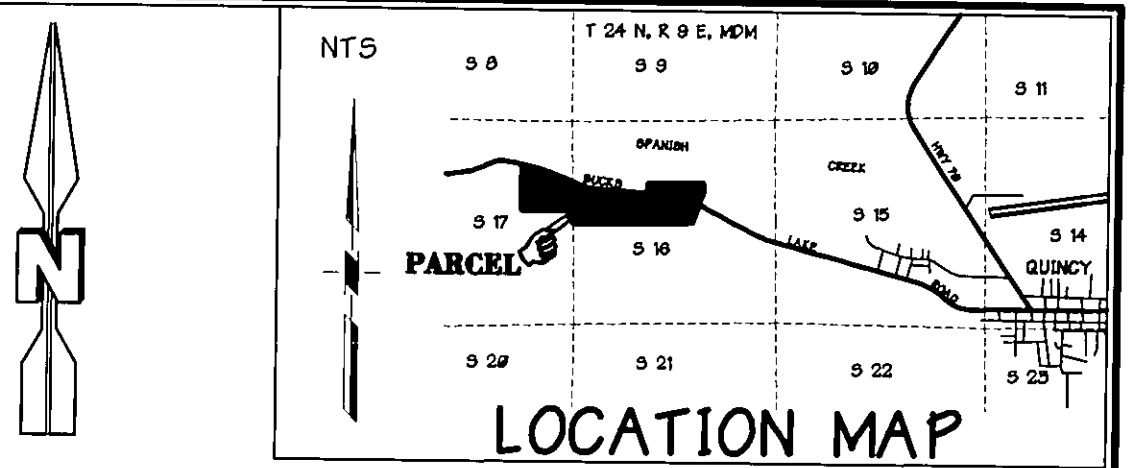 N
NTS
T 24 N, R 9 E, MDM
S 8
S 9
S 10
S 11
SPANISH
CREEK
HWY 70
BUCKS
S 17
S 15
S 14
LAKE
ROAD
QUINCY
S 16
PARCEL
S 20
S 21
S 22
S 23
LOCATION MAP